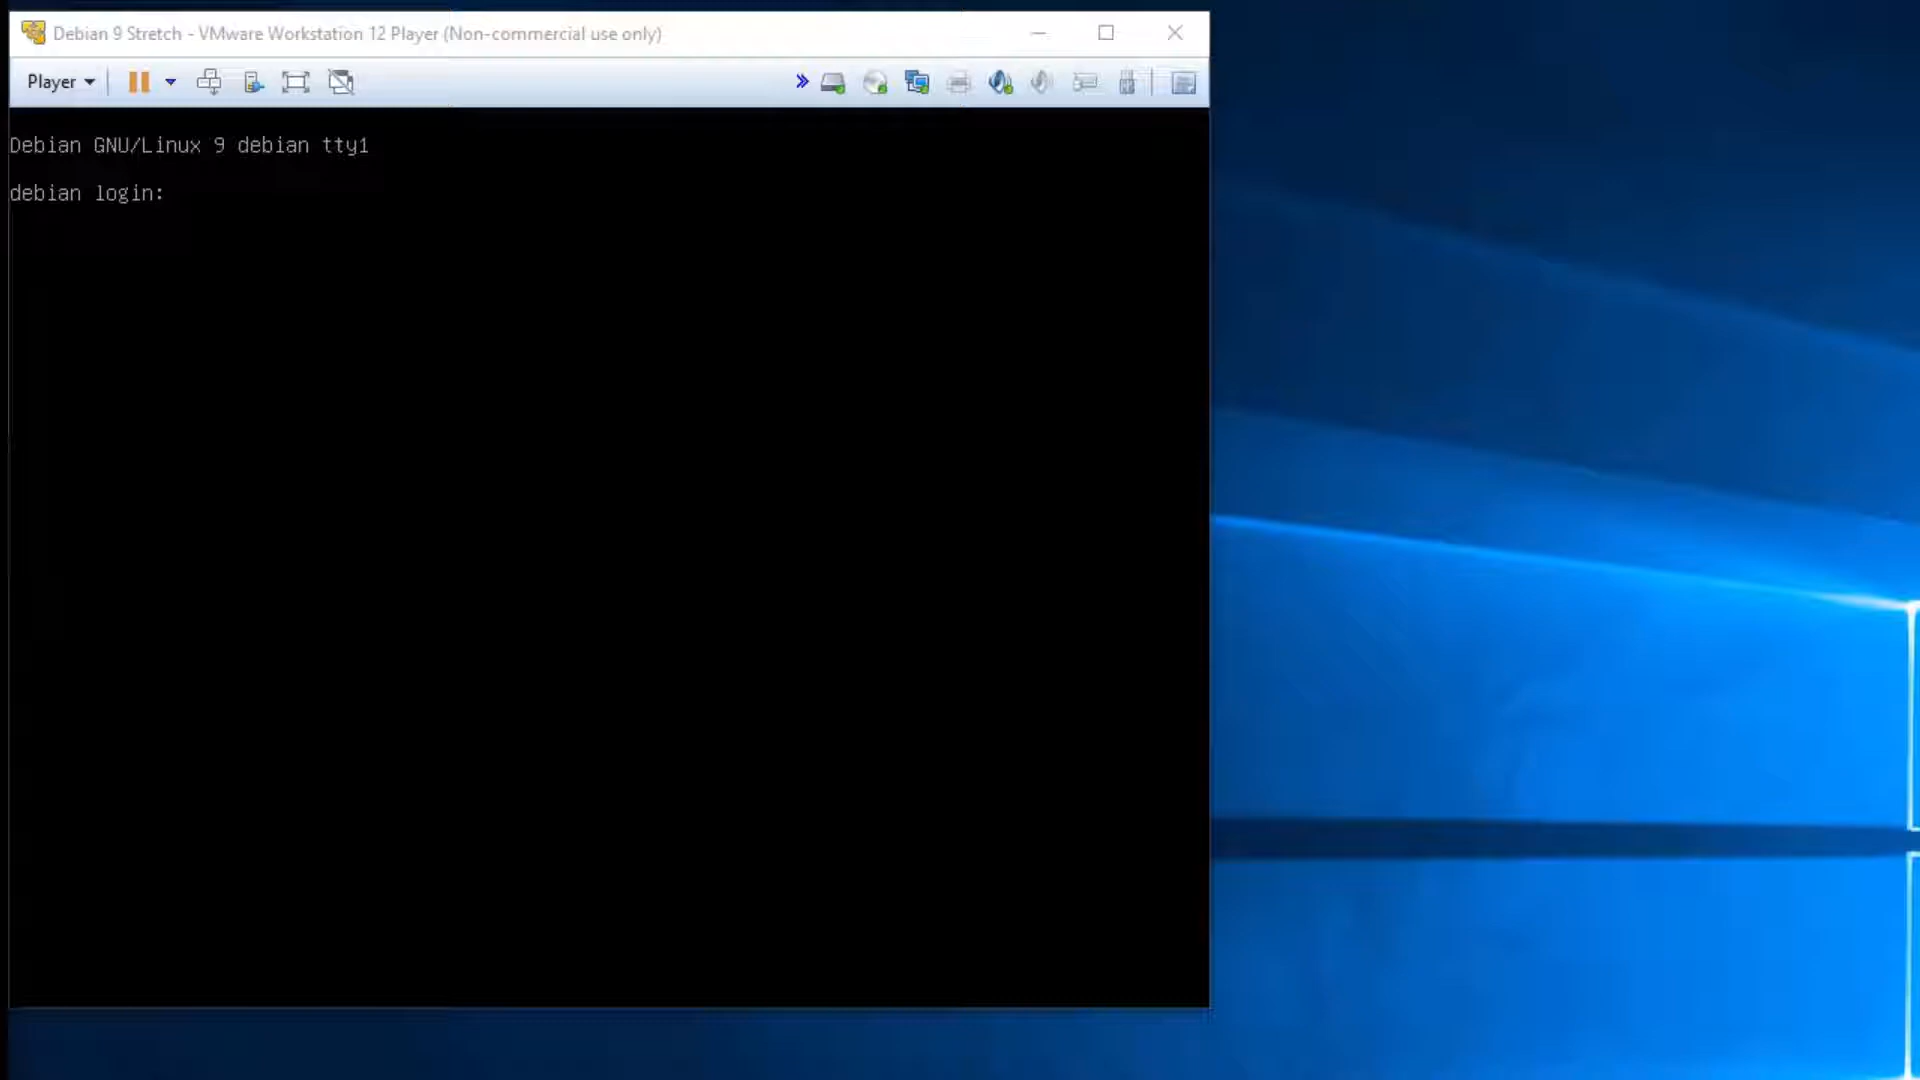 Debian 9 Stretch - VMware Workstation 12 Player (Non-commercial use only)
Player
Debian GNU/Linux 9 debian tty1
debian login: